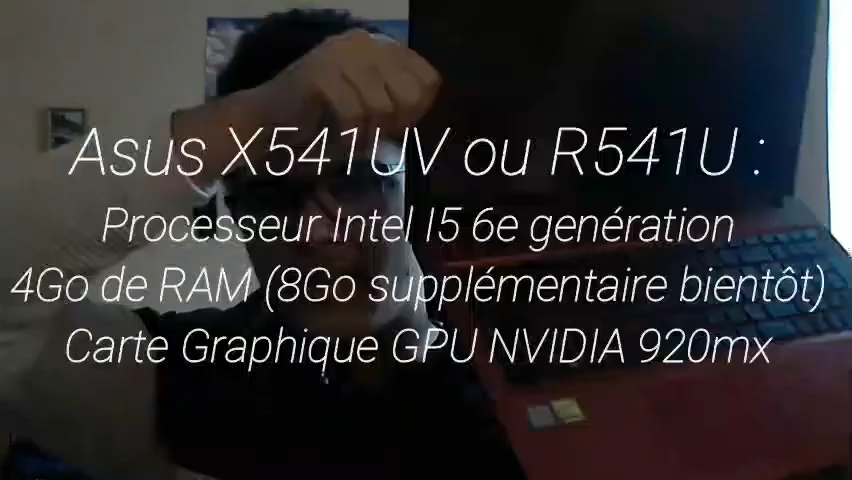 Asus X541UV ou R541U :
Processeur Intel I5 6e genération
4Go de RAM (8Go supplémentaire bientôt)
Carte Graphique GPU NVIDIA 920mx